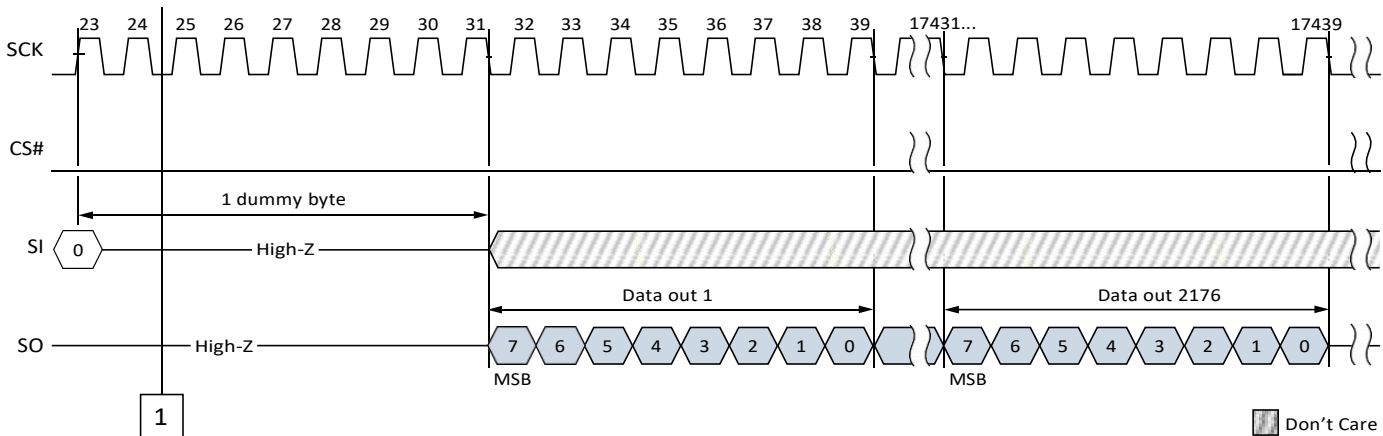 23 24 25 26 27 28 29 30 31 32 33 34 35 36 37 38 39 17431... 17439
SCK
CS#
1 dummy byte
SI 0 High-Z
Data out 1 Data out 2176
SO High-Z 7 6 5 4 3 2 1 0 7 6 5 4 3 2 1 0
MSB MSB
1
Don't Care